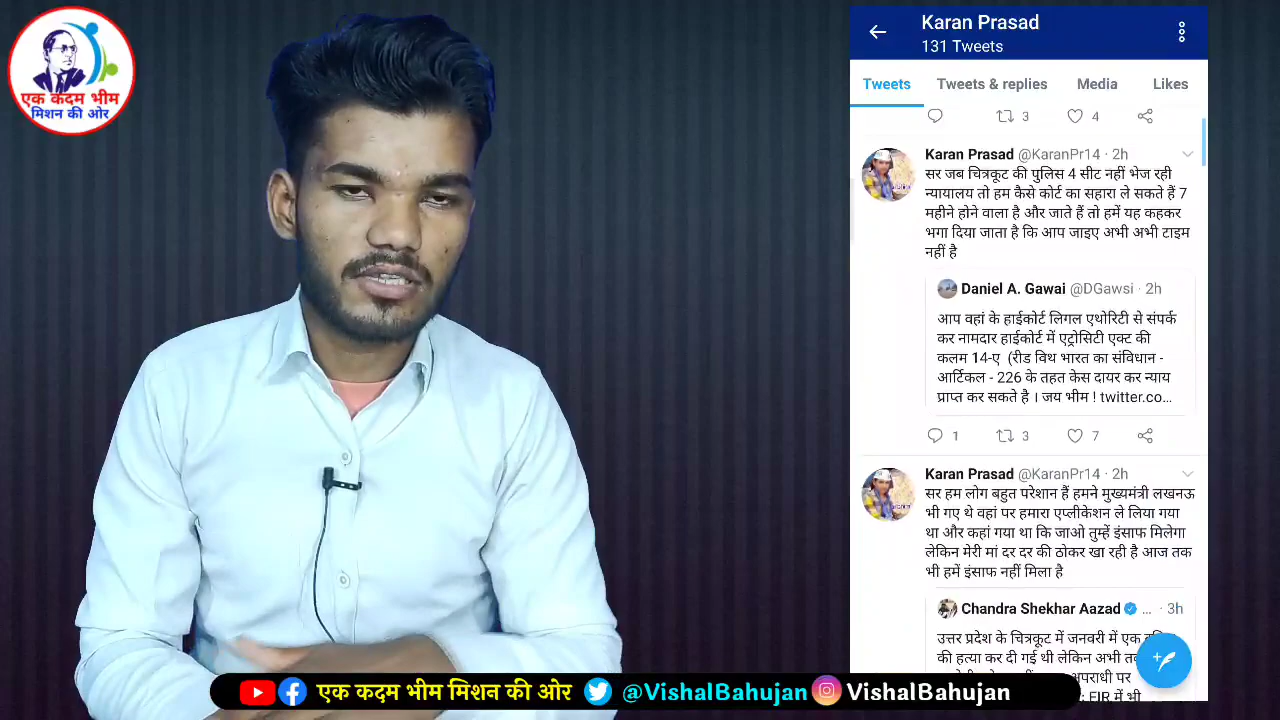 एक कदम भीम
मिशन की ओर
Karan Prasad
131 Tweets
Tweets Tweets & replies Media Likes
3 4
Karan Prasad @KaranPr14 · 2h
सर जब चित्रकूट की पुलिस 4 सीट नहीं भेज रही
न्यायालय तो हम कैसे कोर्ट का सहारा ले सकते हैं 7
महीने होने वाला है और जाते हैं तो हमें यह कहकर
भगा दिया जाता है कि आप जाइए अभी अभी टाइम
नहीं है
Daniel A. Gawai @DGawsi · 2h
आप वहां के हाईकोर्ट लिगल एथोरिटी से संपर्क
कर नामदार हाईकोर्ट में एट्रोसिटी एक्ट की
कलम 14-ए (रीड विथ भारत का संविधान -
आर्टिकल - 226 के तहत केस दायर कर न्याय
प्राप्त कर सकते है । जय भीम ! twitter.co...
1 3 7
Karan Prasad @KaranPr14 · 2h
सर हम लोग बहुत परेशान हैं हमने मुख्यमंत्री लखनऊ
भी गए थे वहां पर हमारा एप्लीकेशन ले लिया गया
था और कहां गया था कि जाओ तुम्हें इंसाफ मिलेगा
लेकिन मेरी मां दर दर की ठोकर खा रही है आज तक
भी हमें इंसाफ नहीं मिला है
Chandra Shekhar Aazad ... · 3h
उत्तर प्रदेश के चित्रकूट में जनवरी में एक
की हत्या कर दी गई थी लेकिन अभी
अपराधी पर
FIR में भी
एक कदम भीम मिशन की ओर @VishalBahujan VishalBahujan